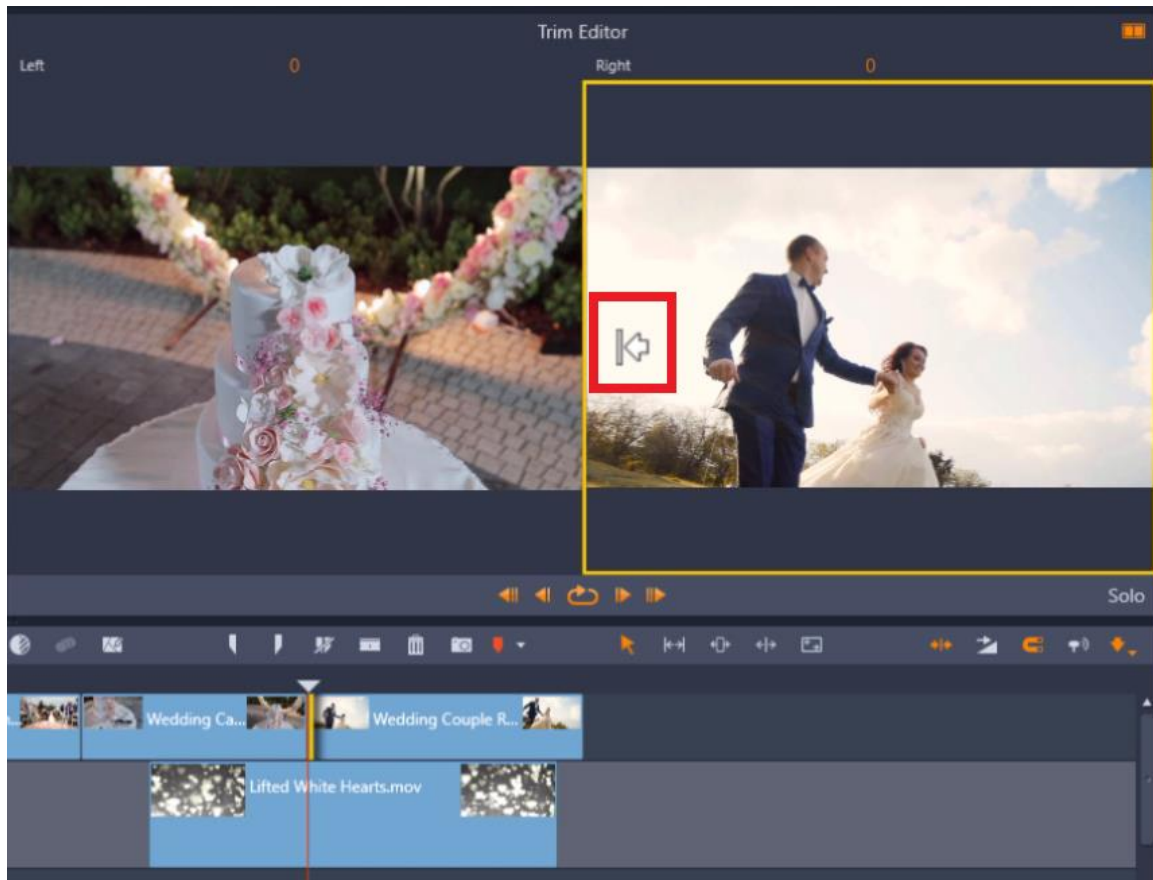 Trim Editor
Left 0 Right 0
Solo
Wedding Ca... Wedding Couple R...
Lifted White Hearts.mov